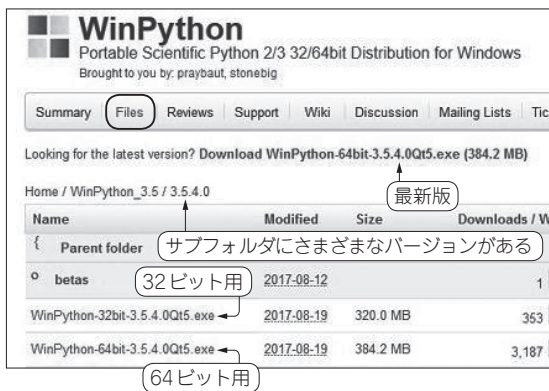 WinPython
Portable Scientific Python 2/3 32/64bit Distribution for Windows
Brought to you by: praybaut, stonebig
Summary Files Reviews Support Wiki Discussion Mailing Lists Tic
Looking for the latest version? Download WinPython-64bit-3.5.4.0Qt5.exe (384.2 MB)
最新版
Home / WinPython_3.5 / 3.5.4.0
Name Modified Size Downloads / W
Parent folder
サブフォルダにさまざまなバージョンがある
betas 2017-08-12 1
32ビット用
WinPython-32bit-3.5.4.0Qt5.exe 2017-08-19 320.0 MB 353
WinPython-64bit-3.5.4.0Qt5.exe 2017-08-19 384.2 MB 3,187
64ビット用